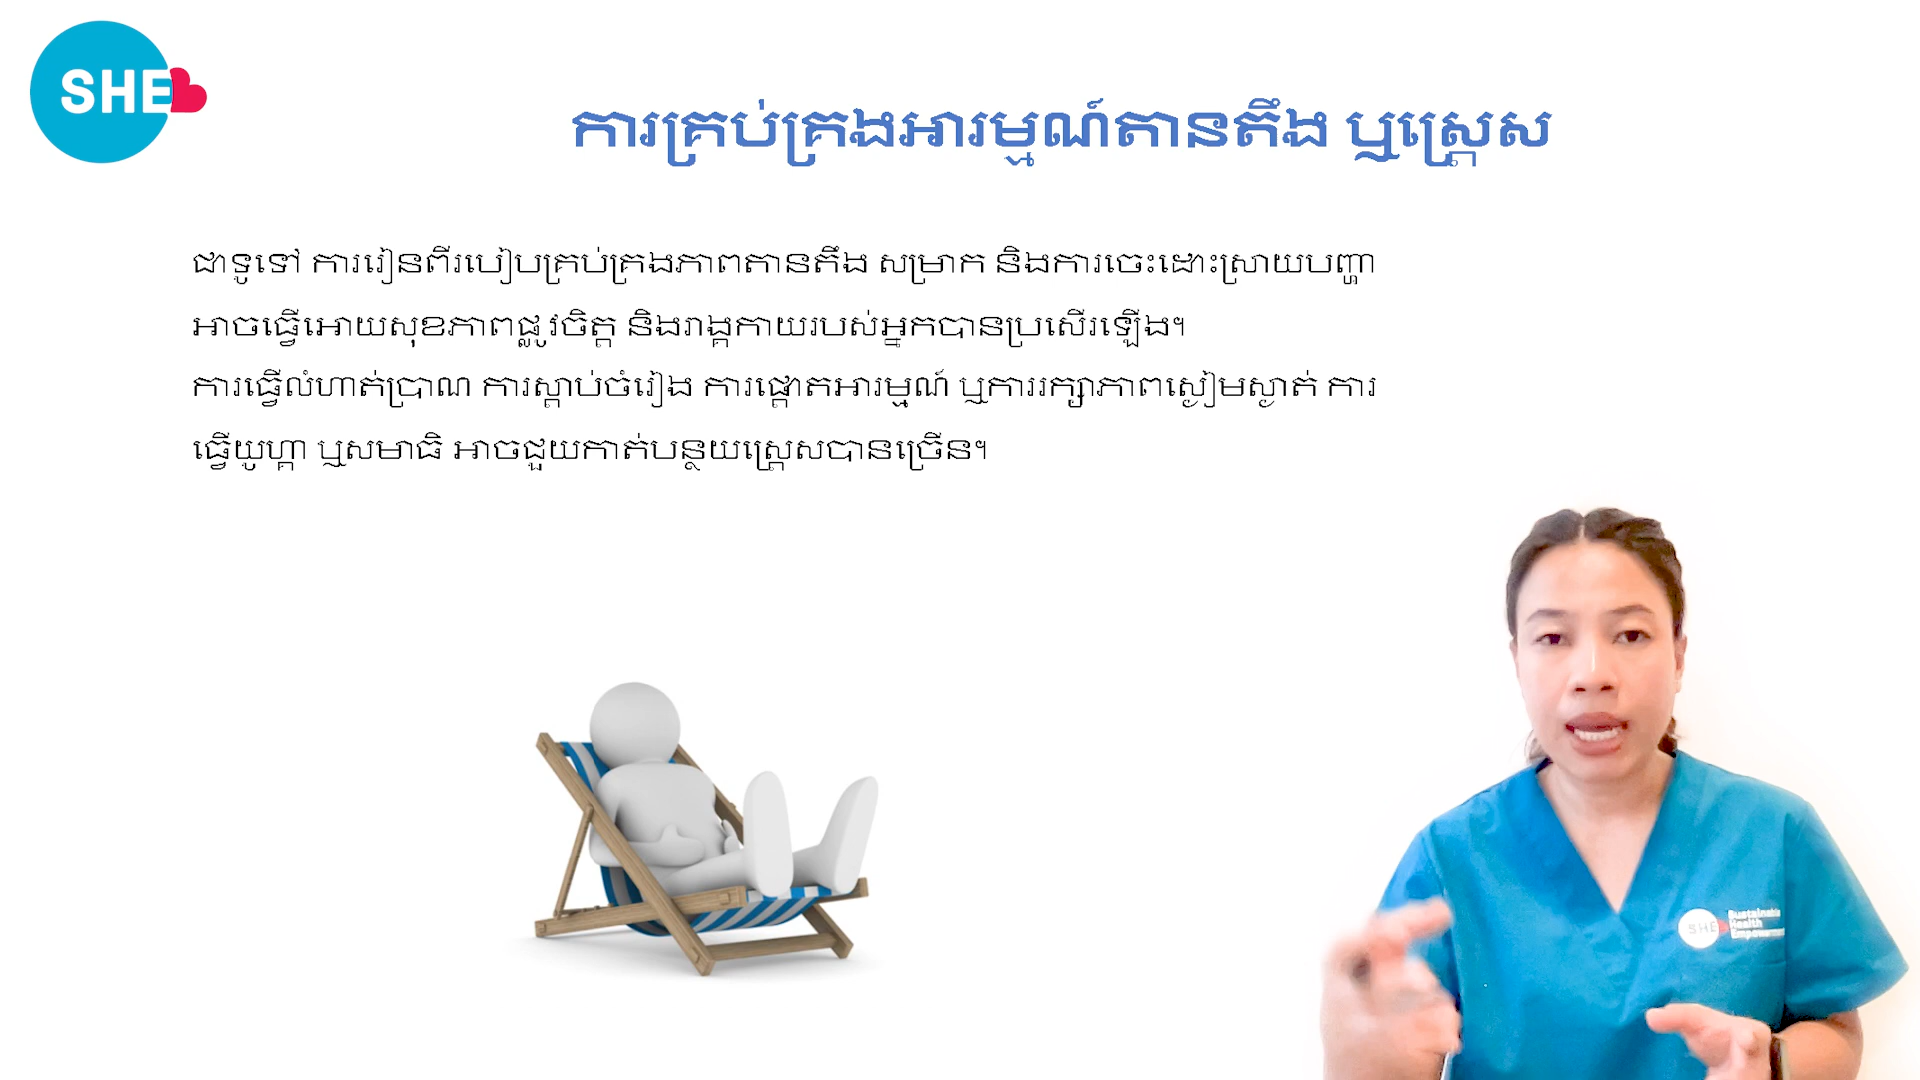 SHE
ការគ្រប់គ្រងអារម្មណ៍តានតឹង ឬស្ត្រេស
ជាទូទៅ ការរៀនពីរបៀបគ្រប់គ្រងភាពតានតឹង សម្រាក និងការចេះដោះស្រាយបញ្ហា
អាចធ្វើអោយសុខភាពផ្លូវចិត្ត និងរាង្គកាយរបស់អ្នកបានប្រសើរឡើង។
ការធ្វើលំហាត់ប្រាណ ការស្តាប់ចំរៀង ការផ្តោតអារម្មណ៍ ឬការរក្សាភាពស្ងៀមស្ងាត់ ការ
ធ្វើយូហ្គា ឬសមាធិ អាចជួយកាត់បន្ថយស្ត្រេសបានច្រើន។
SHE
Sustainable
Health